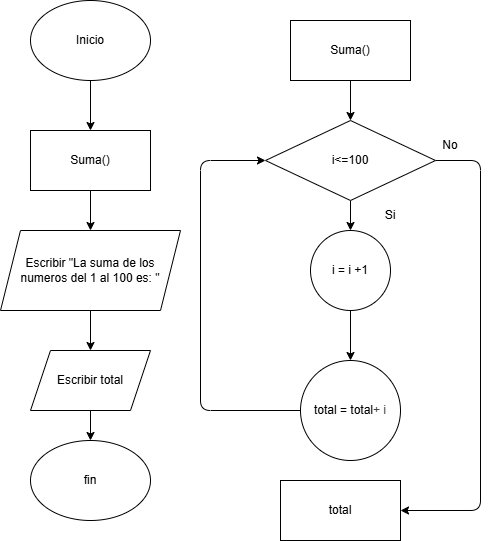 Inicio
Suma()
Escribir "La suma de los
numeros del 1 al 100 es: "
Escribir total
fin
Suma()
i<=100
No
Si
i = i +1
total = total+ i
total